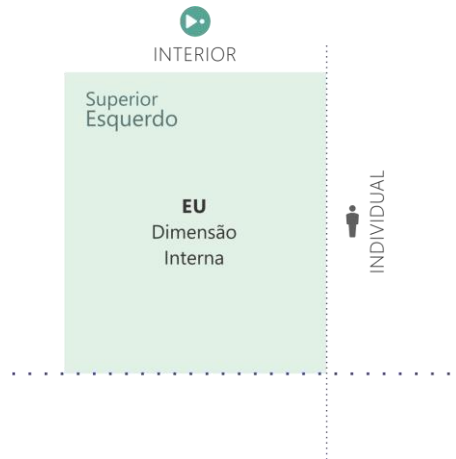 INTERIOR
Superior
Esquerdo
EU
Dimensão
Interna
INDIVIDUAL